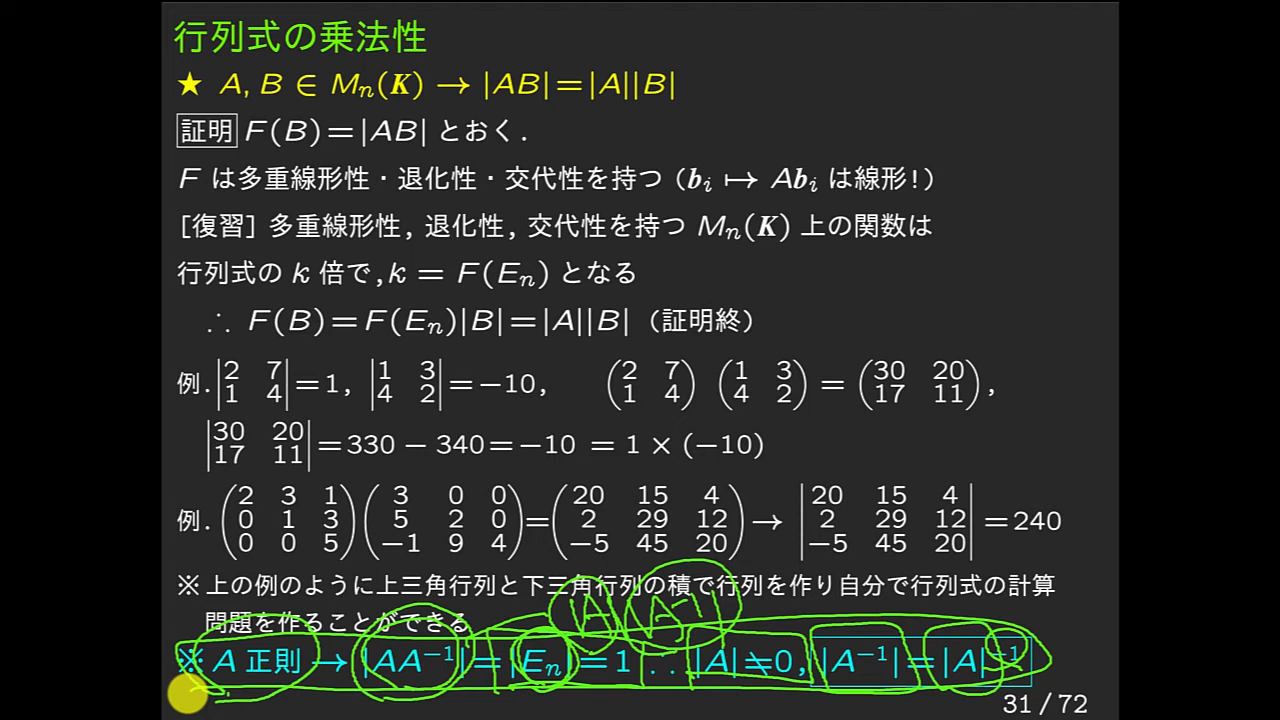 行列式の乗法性
★ A, B ∈ Mn(K) → |AB|=|A||B|
証明 F(B)=|AB| とおく.
F は多重線形性・退化性・交代性を持つ（bi ↦ Abi は線形!）
[復習] 多重線形性, 退化性, 交代性を持つ Mn(K) 上の関数は
行列式の k 倍で, k = F(En) となる
∴ F(B)=F(En)|B|=|A||B|（証明終）
例. |2 7 / 1 4|=1, |1 3 / 4 2|=−10, (2 7 / 1 4)(1 3 / 4 2) = (30 20 / 17 11),
|30 20 / 17 11|=330 − 340=−10 = 1 × (−10)
例. (2 3 1 / 0 1 3 / 0 0 5)(3 0 0 / 5 2 0 / −1 9 4)=(20 15 4 / 2 29 12 / −5 45 20) → |20 15 4 / 2 29 12 / −5 45 20|=240
※ 上の例のように上三角行列と下三角行列の積で行列を作り自分で行列式の計算
問題を作ることができる
|A| |A⁻¹|
※ A 正則 → |AA⁻¹|=|En|=1 ∴ |A|≠0, |A⁻¹|=|A|⁻¹
31 / 72